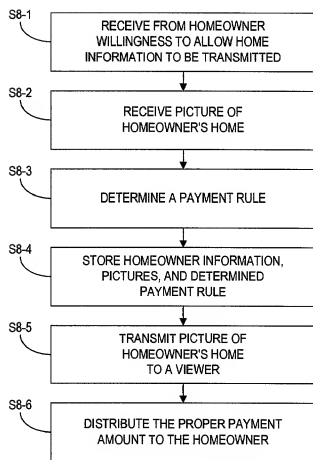 S8-1
RECEIVE FROM HOMEOWNER
WILLINGNESS TO ALLOW HOME
INFORMATION TO BE TRANSMITTED
S8-2
RECEIVE PICTURE OF
HOMEOWNER'S HOME
S8-3
DETERMINE A PAYMENT RULE
S8-4
STORE HOMEOWNER INFORMATION,
PICTURES, AND DETERMINED
PAYMENT RULE
S8-5
TRANSMIT PICTURE OF
HOMEOWNER'S HOME
TO A VIEWER
S8-6
DISTRIBUTE THE PROPER PAYMENT
AMOUNT TO THE HOMEOWNER